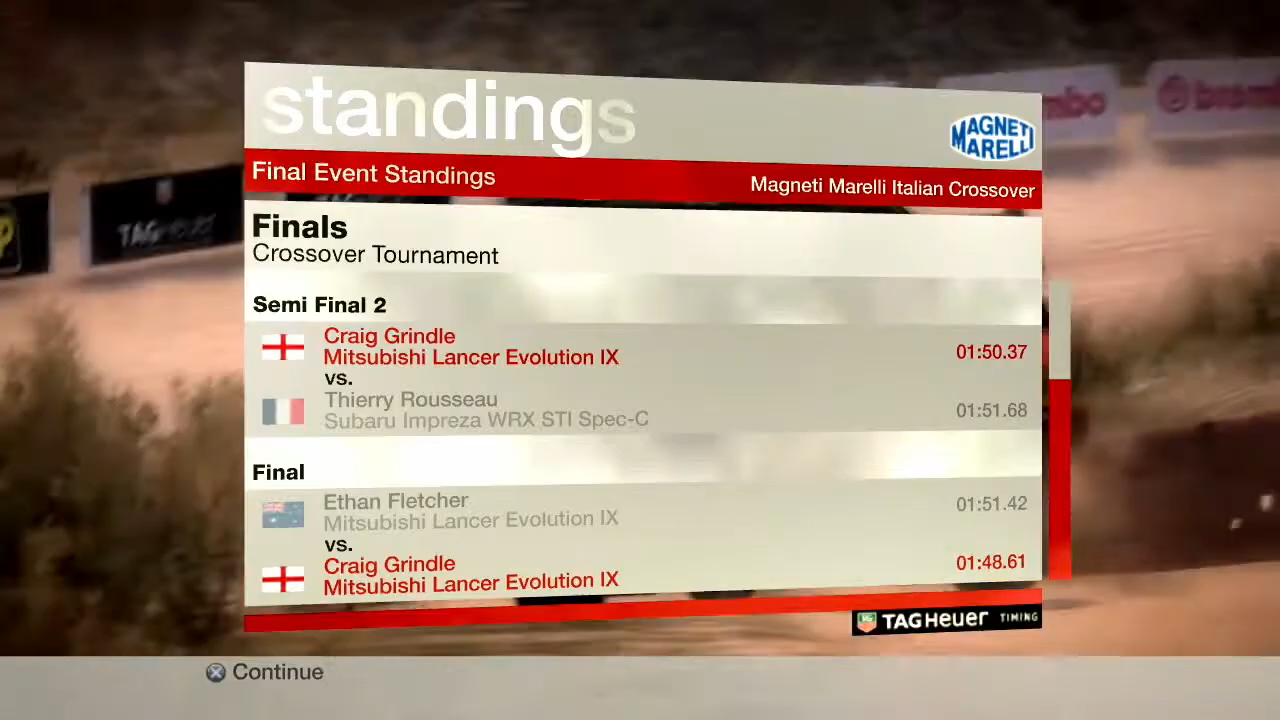 standings
MAGNETI
MARELLI
Final Event Standings
Magneti Marelli Italian Crossover
Finals
Crossover Tournament
Semi Final 2
Craig Grindle
Mitsubishi Lancer Evolution IX
01:50.37
vs.
Thierry Rousseau
Subaru Impreza WRX STI Spec-C
01:51.68
Final
Ethan Fletcher
Mitsubishi Lancer Evolution IX
01:51.42
vs.
Craig Grindle
Mitsubishi Lancer Evolution IX
01:48.61
TAGHeuer TIMING
Continue
TAGHeuer